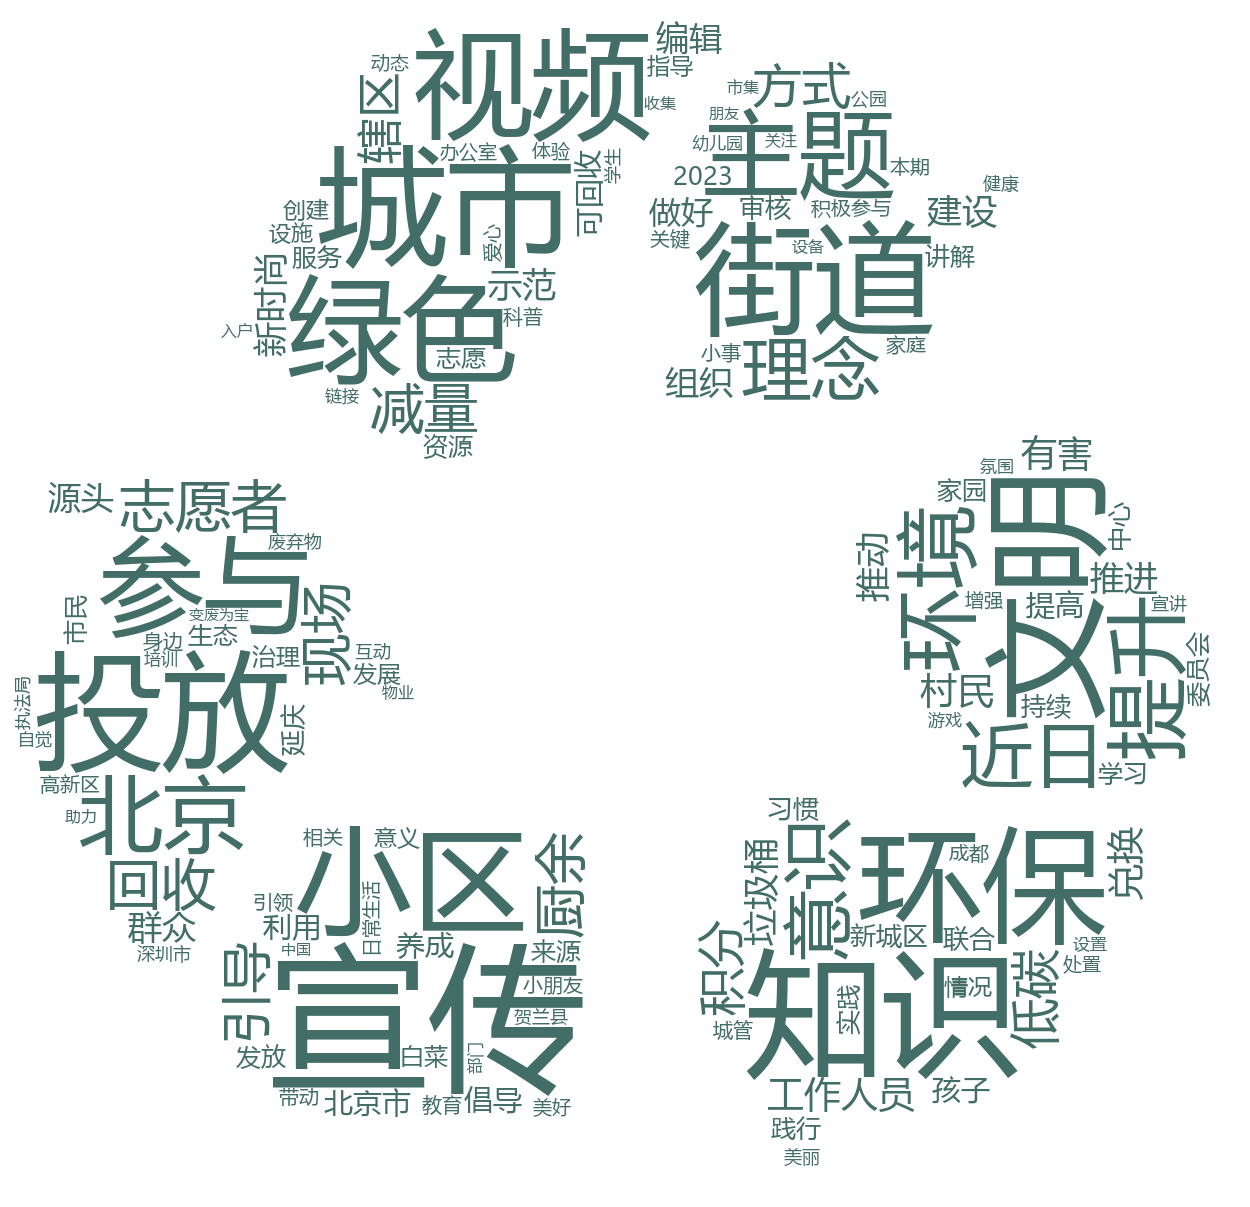 视频
编辑
动态
指导
辖区
收集
城市
办公室
体验
可回收
学生
创建
设施
服务
爱心
新时尚
示范
绿色
科普
入户
志愿
链接
减量
资源
方式
市集
公园
朋友
主题
幼儿园
关注
2023
本期
健康
做好
审核
积极参与
建设
关键
街道
设备
讲解
小事
理念
家庭
组织
源头
志愿者
废弃物
参与
变废为宝
市民
身边
生态
现场
培训
治理
互动
发展
物业
投放
执法局
自觉
延庆
高新区
北京
助力
回收
群众
深圳市
有害
氛围
家园
明
中心
环境
推动
推进
增强
提高
宣讲
文
提升
委员会
村民
持续
游戏
近日
学习
相关
意义
小区
厨余
引领
利用
日常生活
养成
中国
来源
引导
宣传
小朋友
贺兰县
发放
白菜
部门
带动
北京市
教育
倡导
美好
习惯
意识
环保
成都
兑换
垃圾桶
新城区
联合
设置
处置
积分
知识
情况
实践
低碳
城管
工作人员
孩子
践行
美丽